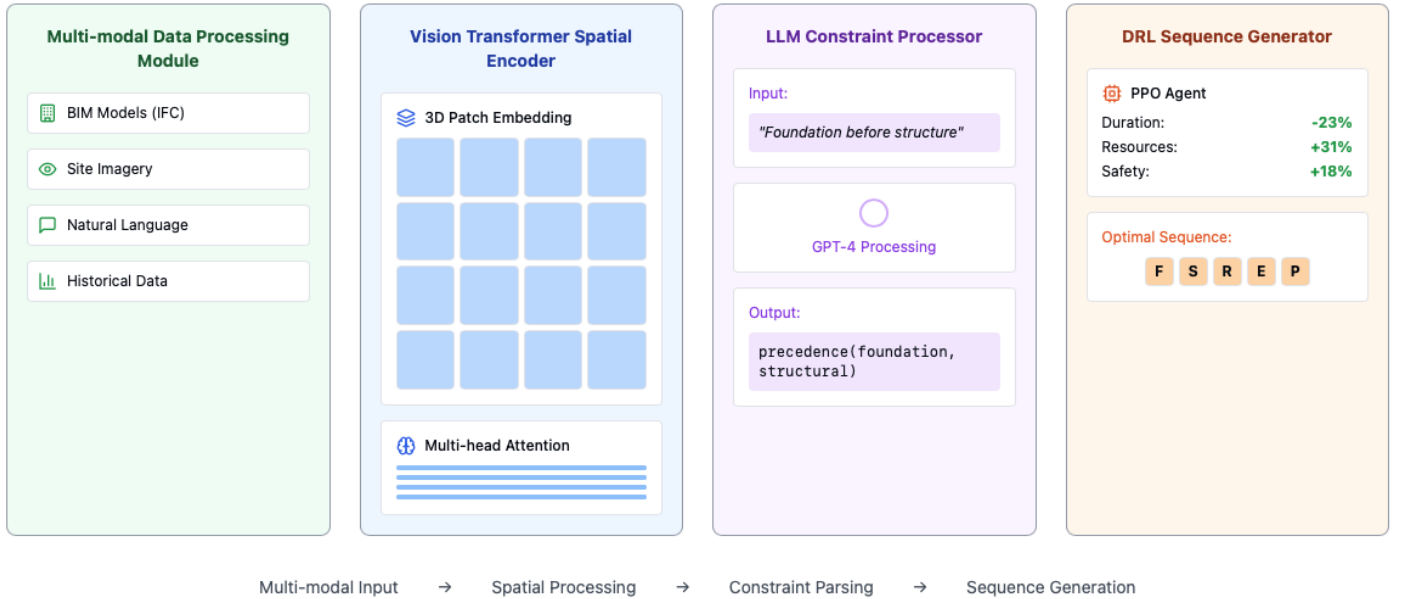 Multi-modal Data Processing
Module
BIM Models (IFC)
Site Imagery
Natural Language
Historical Data
Vision Transformer Spatial
Encoder
3D Patch Embedding
Multi-head Attention
LLM Constraint Processor
Input:
"Foundation before structure"
GPT-4 Processing
Output:
precedence(foundation,
structural)
DRL Sequence Generator
PPO Agent
Duration: -23%
Resources: +31%
Safety: +18%
Optimal Sequence:
F S R E P
Multi-modal Input → Spatial Processing → Constraint Parsing → Sequence Generation